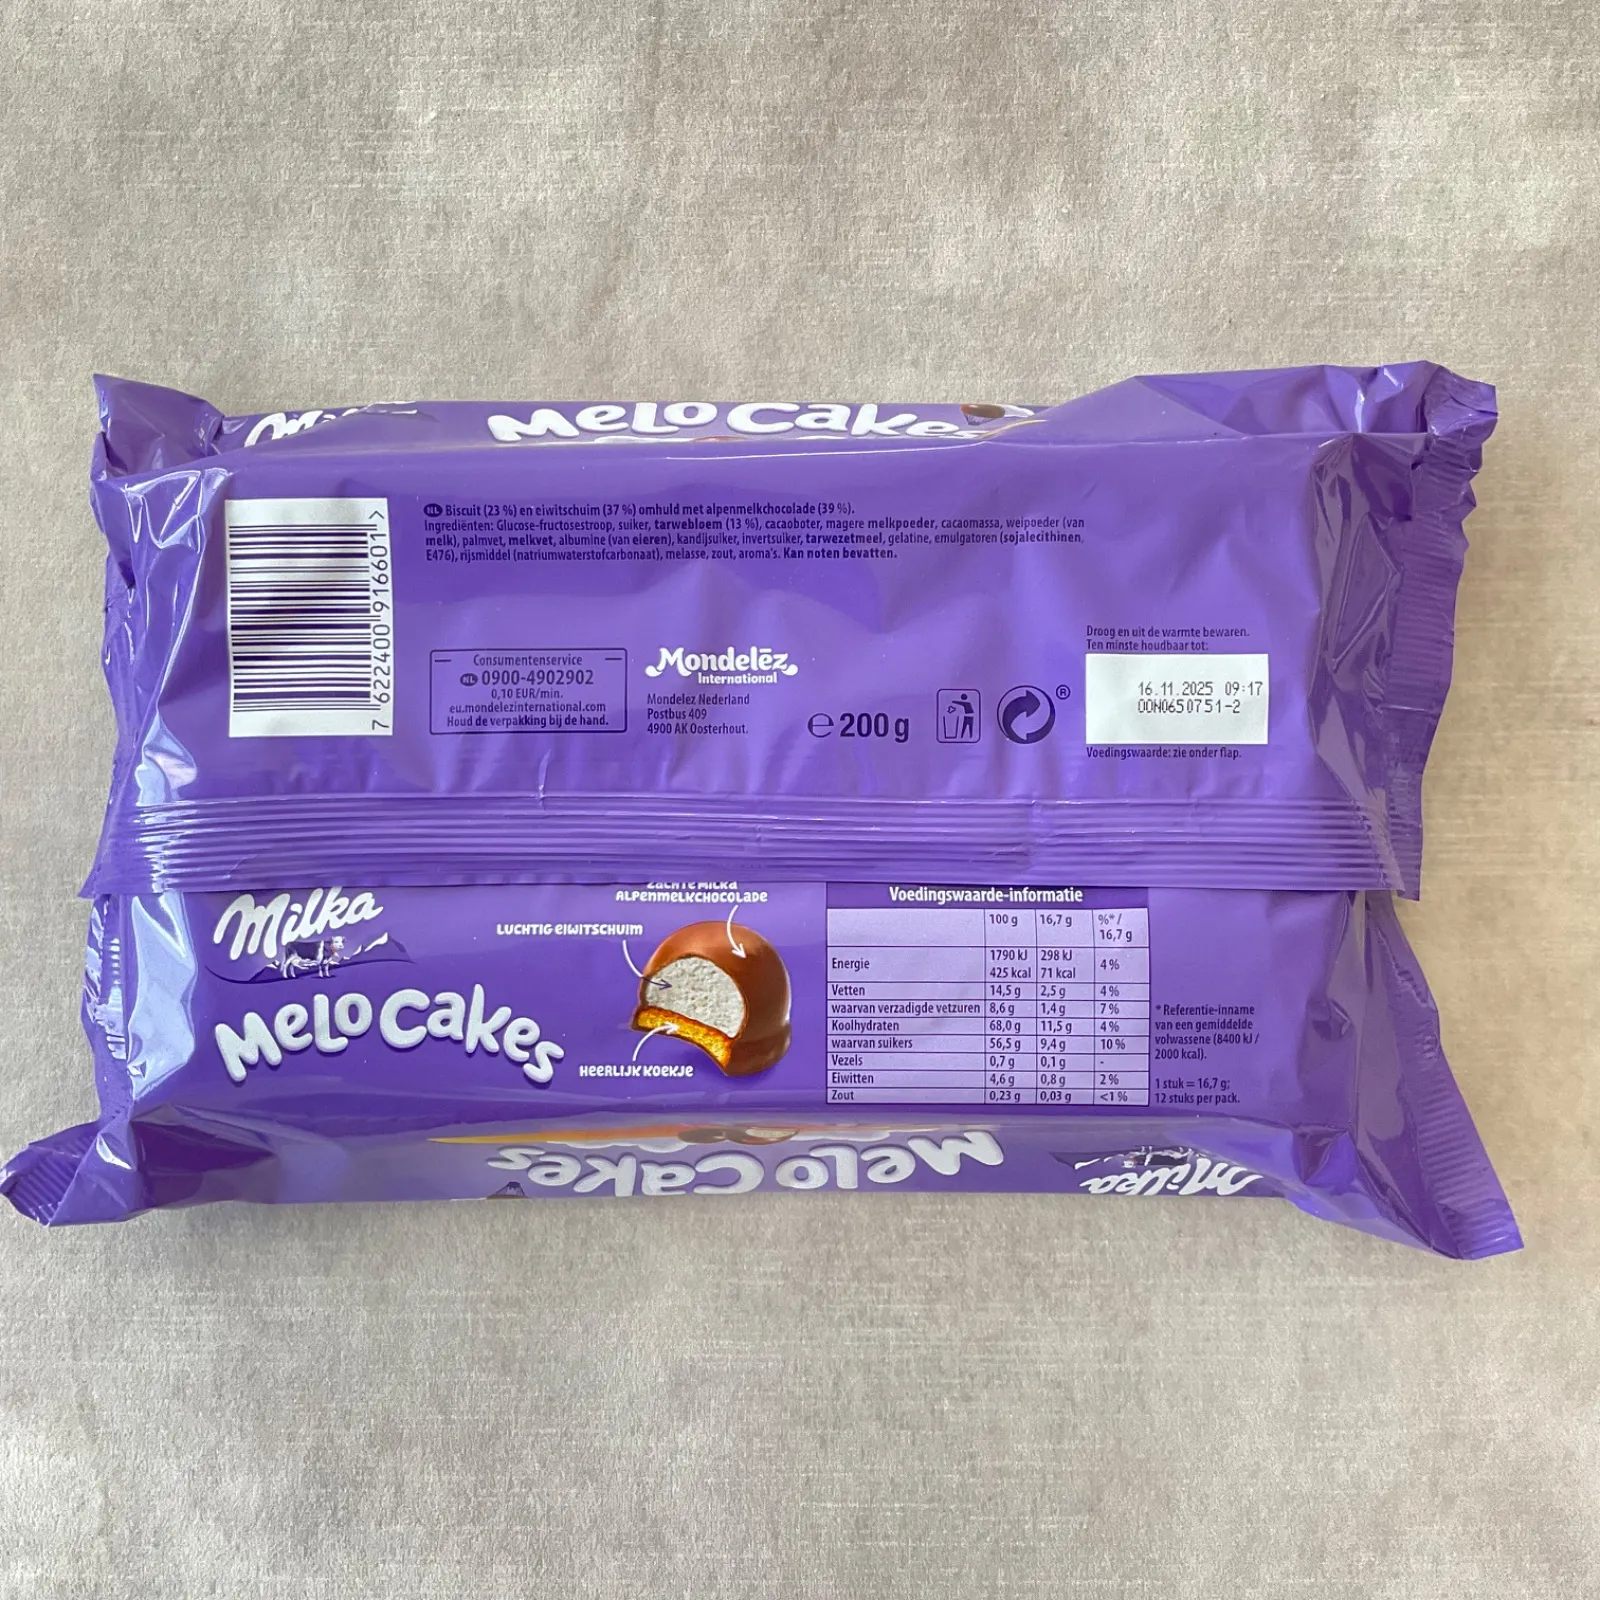 Milka
Melo Cakes
NL Biscuit (23 %) en eiwitschuim (37 %) omhuld met alpenmelkchocolade (39 %).
Ingrediënten: Glucose-fructosestroop, suiker, tarwebloem (13 %), cacaoboter, magere melkpoeder, cacaomassa, weipoeder (van
melk), palmvet, melkvet, albumine (van eieren), kandijsuiker, invertsuiker, tarwezetmeel, gelatine, emulgatoren (sojalecithinen,
E476), rijsmiddel (natriumwaterstofcarbonaat), melasse, zout, aroma's. Kan noten bevatten.
7 622400 916601 >
Consumentenservice
NL 0900-4902902
0,10 EUR/min.
eu.mondelezinternational.com
Houd de verpakking bij de hand.
Mondelēz
International
Mondelez Nederland
Postbus 409
4900 AK Oosterhout.
e 200 g
®
Droog en uit de warmte bewaren.
Ten minste houdbaar tot:
16.11.2025 09:17
OON0650751-2
Voedingswaarde: zie onder flap.
Milka
Melo Cakes
ZACHTE MILKA
ALPENMELKCHOCOLADE
LUCHTIG EIWITSCHUIM
HEERLIJK KOEKJE
Voedingswaarde-informatie
100 g 16,7 g %*/
16,7 g
Energie 1790 kJ 298 kJ 4 %
425 kcal 71 kcal
Vetten 14,5 g 2,5 g 4 %
waarvan verzadigde vetzuren 8,6 g 1,4 g 7 %
Koolhydraten 68,0 g 11,5 g 4 %
waarvan suikers 56,5 g 9,4 g 10 %
Vezels 0,7 g 0,1 g -
Eiwitten 4,6 g 0,8 g 2 %
Zout 0,23 g 0,03 g <1 %
* Referentie-inname
van een gemiddelde
volwassene (8400 kJ /
2000 kcal).
1 stuk = 16,7 g;
12 stuks per pack.
Melo Cakes
Milka